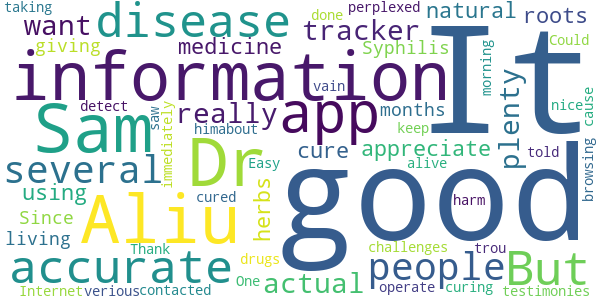 taking done perplexed natural roots
want disease tracker Could
giving medicine Syphilis morning nice cause
information It
detect saw really app vain months plenty
Sam himabout keep told browsing
several Dr immediately cure appreciate alive
using cured Easy herbs harm
Since Aliu good
living Thank drugs challenges trou
accurate One people But
Internet verious contacted actual operate curing testimonies